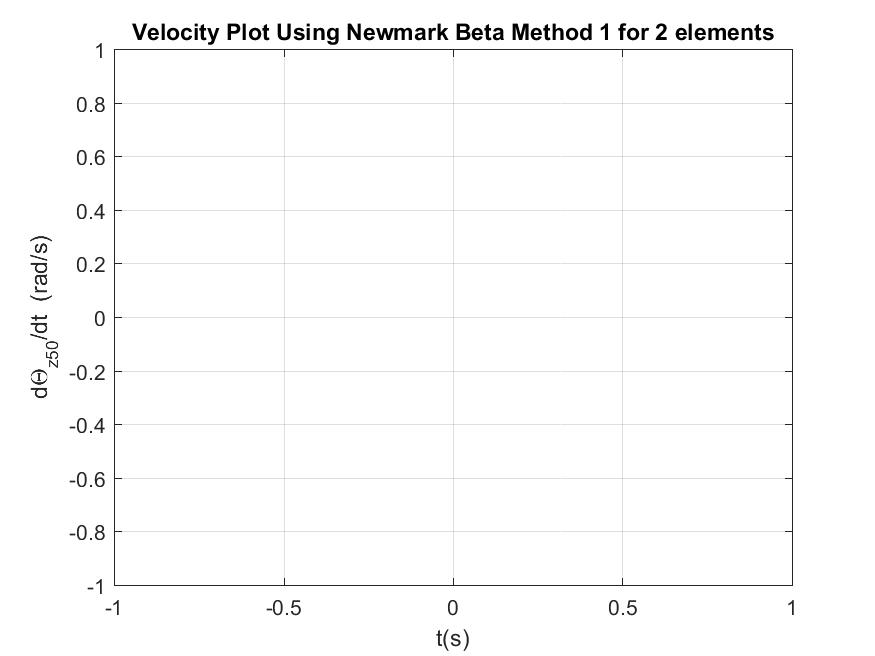 Velocity Plot Using Newmark Beta Method 1 for 2 elements
1
0.8
0.6
0.4
0.2
0
-0.2
-0.4
-0.6
-0.8
-1
dΘz50/dt (rad/s)
-1 -0.5 0 0.5 1
t(s)